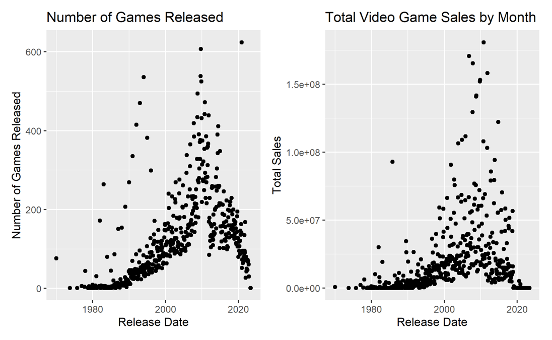 Number of Games Released
Number of Games Released
600
400
200
0
1980
2000
2020
Release Date
Total Video Game Sales by Month
Total Sales
1.5e+08
1.0e+08
5.0e+07
0.0e+00
1980
2000
2020
Release Date